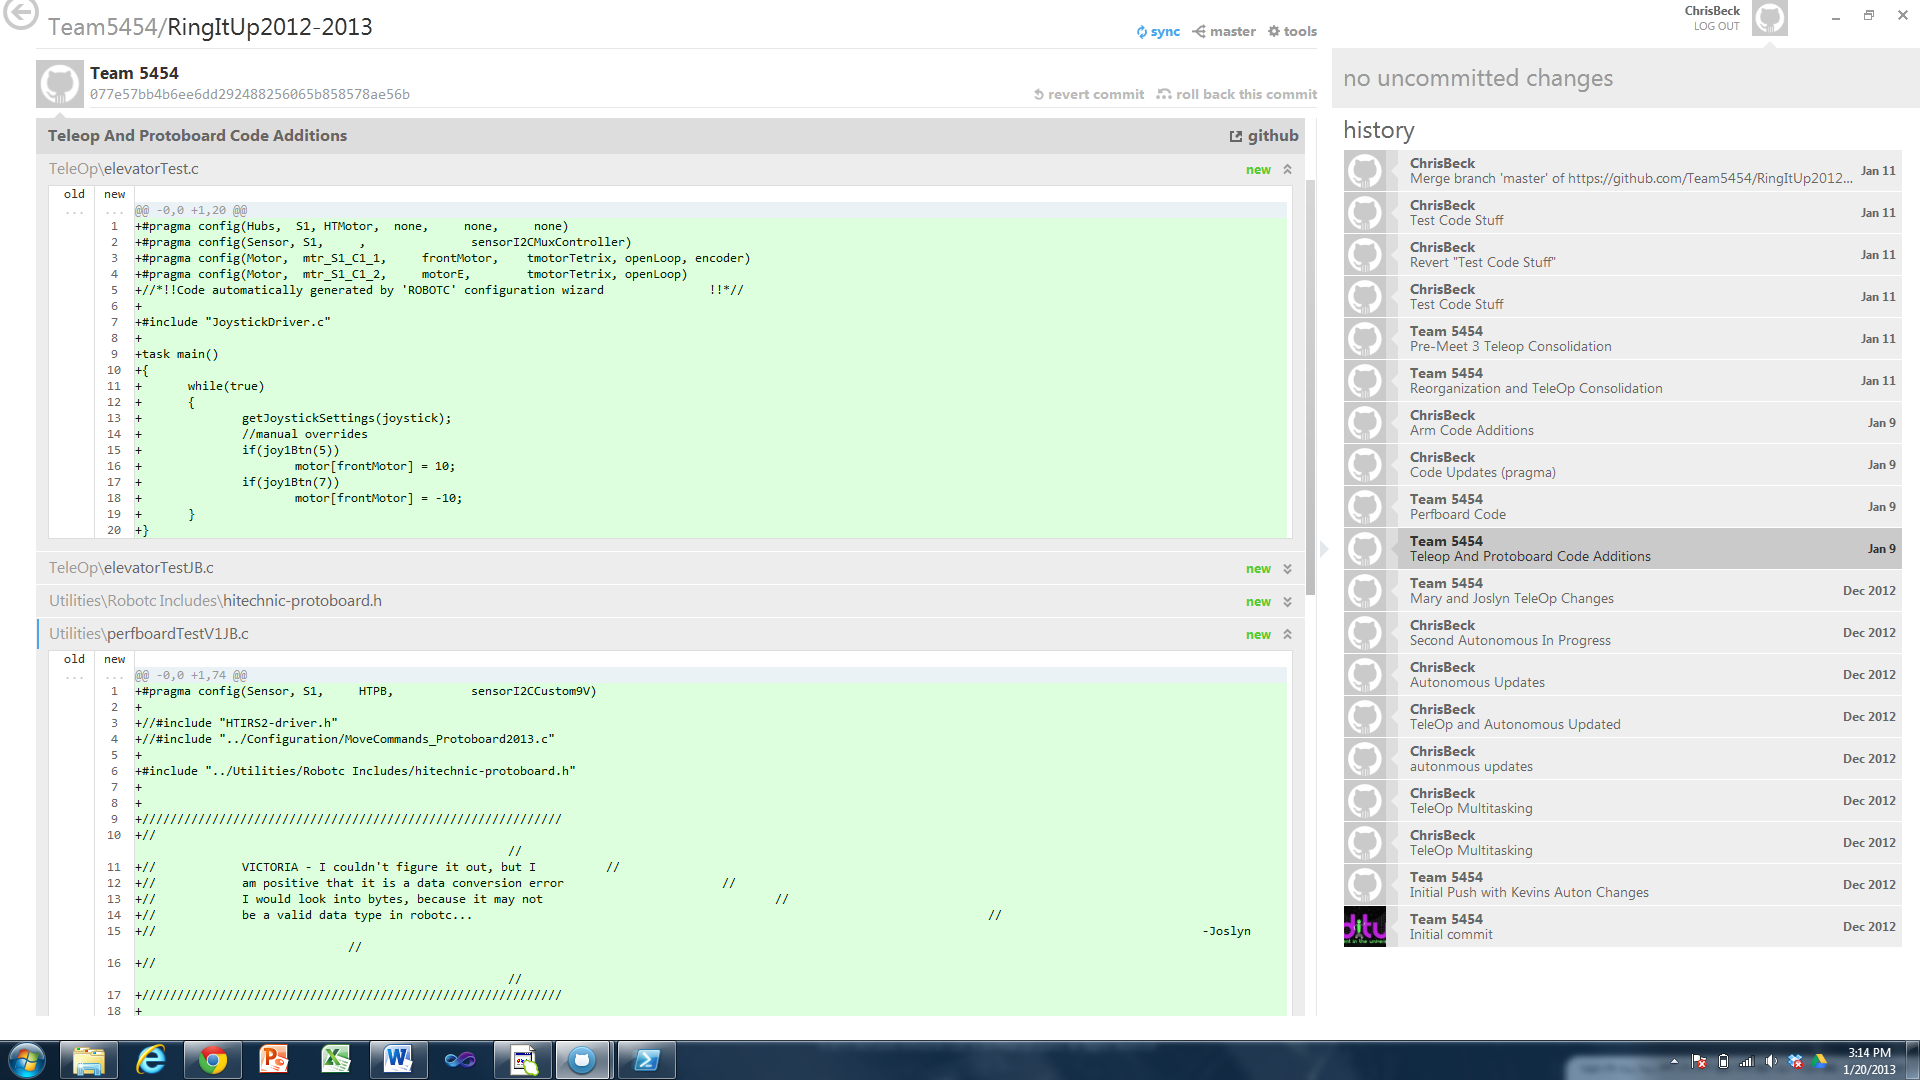 Team5454/RingItUp2012-2013
sync master tools
ChrisBeck
LOG OUT
Team 5454
077e57bb4b6ee6dd292488256065b858578ae56b
revert commit roll back this commit
Teleop And Protoboard Code Additions github
TeleOp\elevatorTest.c new
old new
... ... @@ -0,0 +1,20 @@
1 +#pragma config(Hubs, S1, HTMotor, none, none, none)
2 +#pragma config(Sensor, S1, , sensorI2CMuxController)
3 +#pragma config(Motor, mtr_S1_C1_1, frontMotor, tmotorTetrix, openLoop, encoder)
4 +#pragma config(Motor, mtr_S1_C1_2, motorE, tmotorTetrix, openLoop)
5 +//*!!Code automatically generated by 'ROBOTC' configuration wizard !!*//
6 +
7 +#include "JoystickDriver.c"
8 +
9 +task main()
10 +{
11 + while(true)
12 + {
13 + getJoystickSettings(joystick);
14 + //manual overrides
15 + if(joy1Btn(5))
16 + motor[frontMotor] = 10;
17 + if(joy1Btn(7))
18 + motor[frontMotor] = -10;
19 + }
20 +}
TeleOp\elevatorTestJB.c new
Utilities\Robotc Includes\hitechnic-protoboard.h new
Utilities\perfboardTestV1JB.c new
old new
... ... @@ -0,0 +1,74 @@
1 +#pragma config(Sensor, S1, HTPB, sensorI2CCustom9V)
2 +
3 +//#include "HTIRS2-driver.h"
4 +//#include "../Configuration/MoveCommands_Protoboard2013.c"
5 +
6 +#include "../Utilities/Robotc Includes/hitechnic-protoboard.h"
7 +
8 +
9 +////////////////////////////////////////////////////////////
10 +//
//
11 +// VICTORIA - I couldn't figure it out, but I //
12 +// am positive that it is a data conversion error //
13 +// I would look into bytes, because it may not //
14 +// be a valid data type in robotc... //
15 +// -Joslyn
//
16 +//
//
17 +////////////////////////////////////////////////////////////
18 +
no uncommitted changes
history
ChrisBeck
Merge branch 'master' of https://github.com/Team5454/RingItUp2012... Jan 11
ChrisBeck
Test Code Stuff Jan 11
ChrisBeck
Revert "Test Code Stuff" Jan 11
ChrisBeck
Test Code Stuff Jan 11
Team 5454
Pre-Meet 3 Teleop Consolidation Jan 11
Team 5454
Reorganization and TeleOp Consolidation Jan 11
ChrisBeck
Arm Code Additions Jan 9
ChrisBeck
Code Updates (pragma) Jan 9
Team 5454
Perfboard Code Jan 9
Team 5454
Teleop And Protoboard Code Additions Jan 9
Team 5454
Mary and Joslyn TeleOp Changes Dec 2012
ChrisBeck
Second Autonomous In Progress Dec 2012
ChrisBeck
Autonomous Updates Dec 2012
ChrisBeck
TeleOp and Autonomous Updated Dec 2012
ChrisBeck
autonmous updates Dec 2012
ChrisBeck
TeleOp Multitasking Dec 2012
ChrisBeck
TeleOp Multitasking Dec 2012
Team 5454
Initial Push with Kevins Auton Changes Dec 2012
Team 5454
Initial commit Dec 2012
3:14 PM
1/20/2013